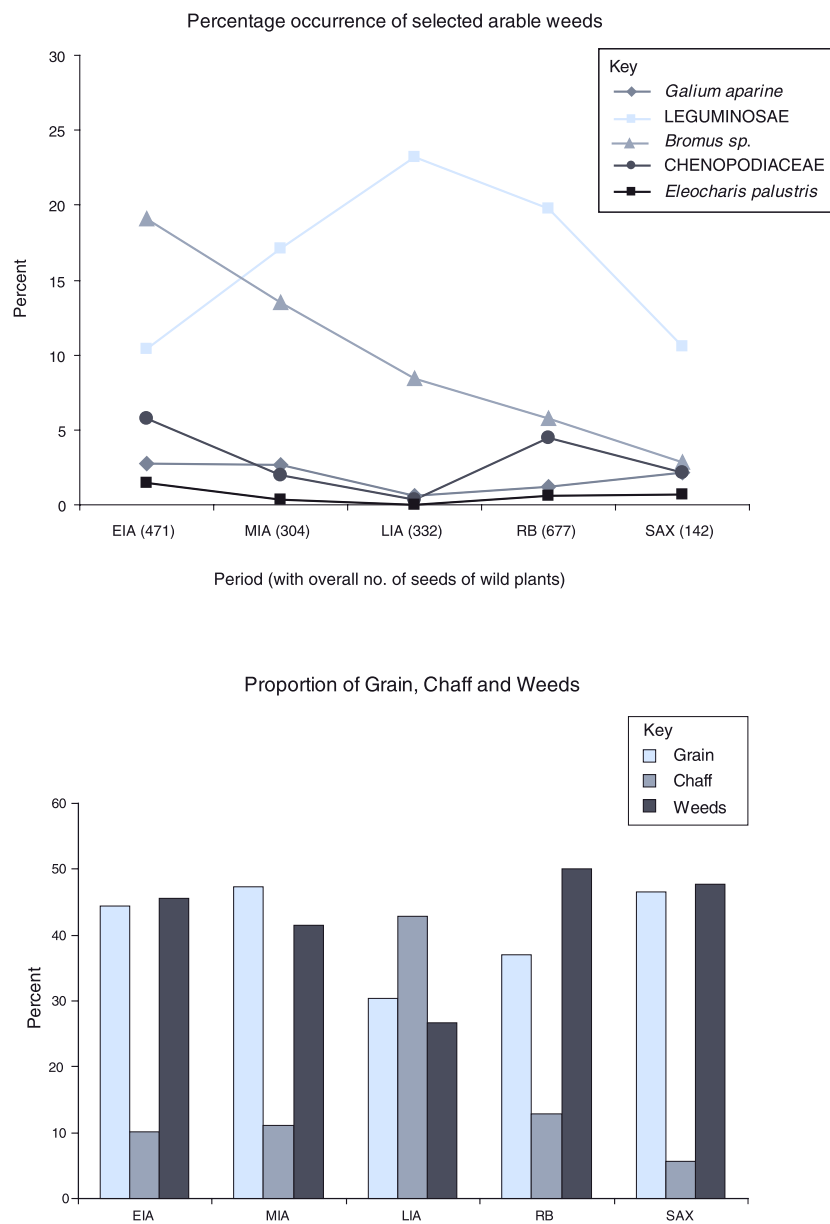 Percentage occurrence of selected arable weeds
30
25
20
15
10
5
0
Percent
Key
Galium aparine
LEGUMINOSAE
Bromus sp.
CHENOPODIACEAE
Eleocharis palustris
EIA (471) MIA (304) LIA (332) RB (677) SAX (142)
Period (with overall no. of seeds of wild plants)
Proportion of Grain, Chaff and Weeds
Key
Grain
Chaff
Weeds
60
50
40
30
20
10
0
Percent
EIA MIA LIA RB SAX